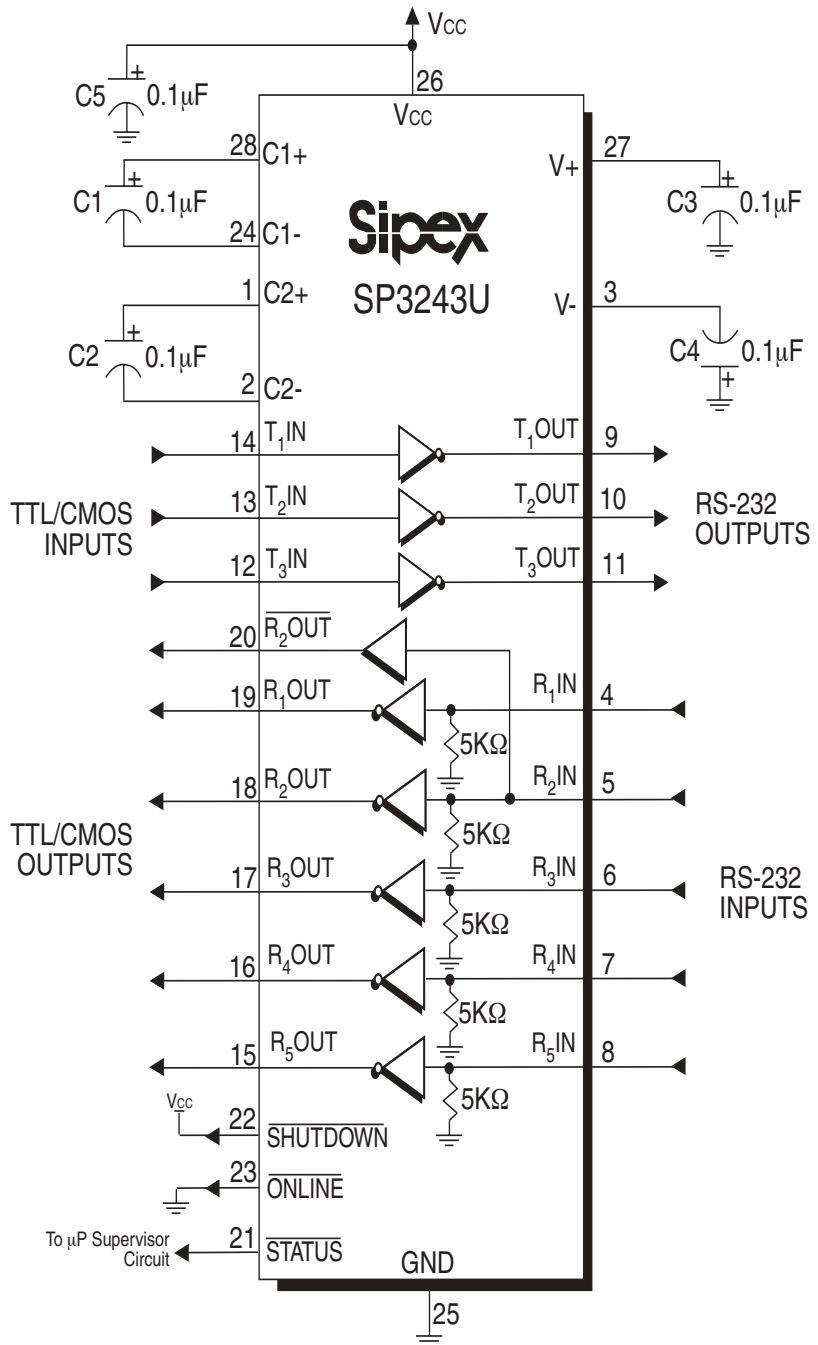 VCC
C5
+
0.1µF
26
VCC
28 C1+
C1
+
0.1µF
24 C1-
V+ 27
C3
+
0.1µF
Sipex
SP3243U
1 C2+
C2
+
0.1µF
2 C2-
V- 3
C4
0.1µF
+
14 T1IN
T1OUT 9
TTL/CMOS
INPUTS
13 T2IN
T2OUT 10
RS-232
OUTPUTS
12 T3IN
T3OUT 11
20 R̅2̅O̅U̅T̅
19 R1OUT
R1IN 4
5KΩ
18 R2OUT
R2IN 5
5KΩ
TTL/CMOS
OUTPUTS
17 R3OUT
R3IN 6
5KΩ
RS-232
INPUTS
16 R4OUT
R4IN 7
5KΩ
15 R5OUT
R5IN 8
5KΩ
VCC
22 S̅H̅U̅T̅D̅O̅W̅N̅
23 O̅N̅L̅I̅N̅E̅
To µP Supervisor
Circuit
21 S̅T̅A̅T̅U̅S̅
GND
25